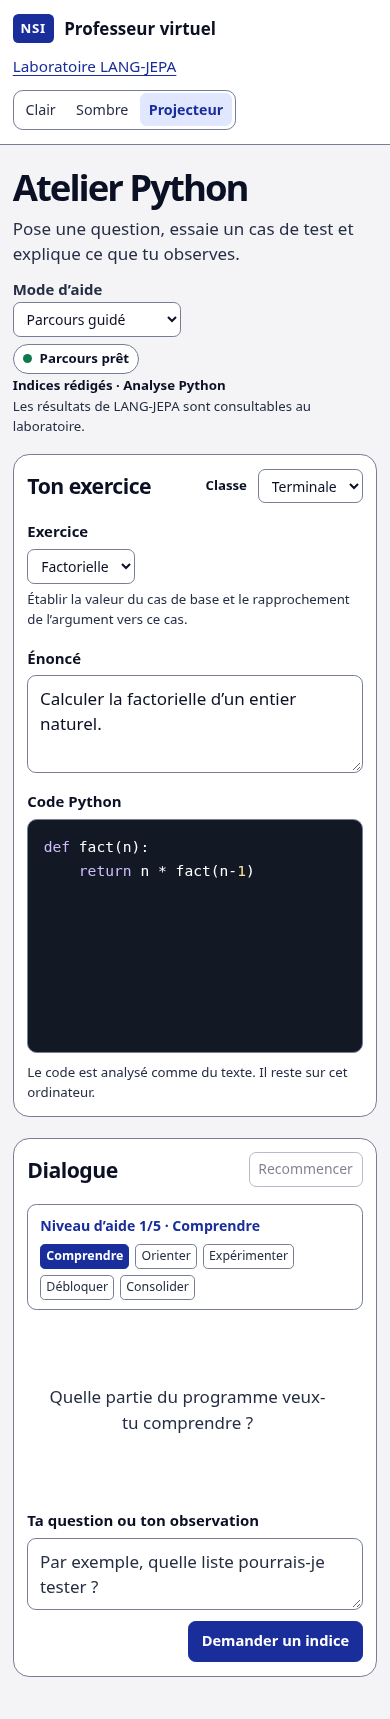 NSI Professeur virtuel
Laboratoire LANG-JEPA
Clair Sombre Projecteur
Atelier Python
Pose une question, essaie un cas de test et
explique ce que tu observes.
Mode d’aide
Parcours guidé
Parcours prêt
Indices rédigés · Analyse Python
Les résultats de LANG-JEPA sont consultables au
laboratoire.
Ton exercice Classe Terminale
Exercice
Factorielle
Établir la valeur du cas de base et le rapprochement
de l’argument vers ce cas.
Énoncé
Calculer la factorielle d’un entier
naturel.
Code Python
def fact(n):
    return n * fact(n-1)
Le code est analysé comme du texte. Il reste sur cet
ordinateur.
Dialogue Recommencer
Niveau d’aide 1/5 · Comprendre
Comprendre Orienter Expérimenter
Débloquer Consolider
Quelle partie du programme veux-
tu comprendre ?
Ta question ou ton observation
Par exemple, quelle liste pourrais-je
tester ?
Demander un indice